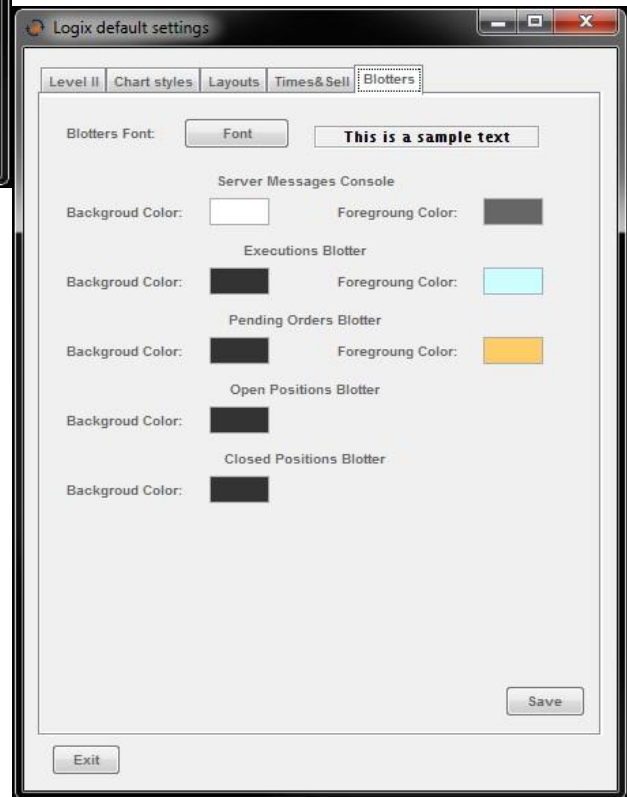 Logix default settings
Level II Chart styles Layouts Times&Sell Blotters
Blotters Font: Font This is a sample text
Server Messages Console
Backgroud Color: Foregroung Color:
Executions Blotter
Backgroud Color: Foregroung Color:
Pending Orders Blotter
Backgroud Color: Foregroung Color:
Open Positions Blotter
Backgroud Color:
Closed Positions Blotter
Backgroud Color:
Save
Exit